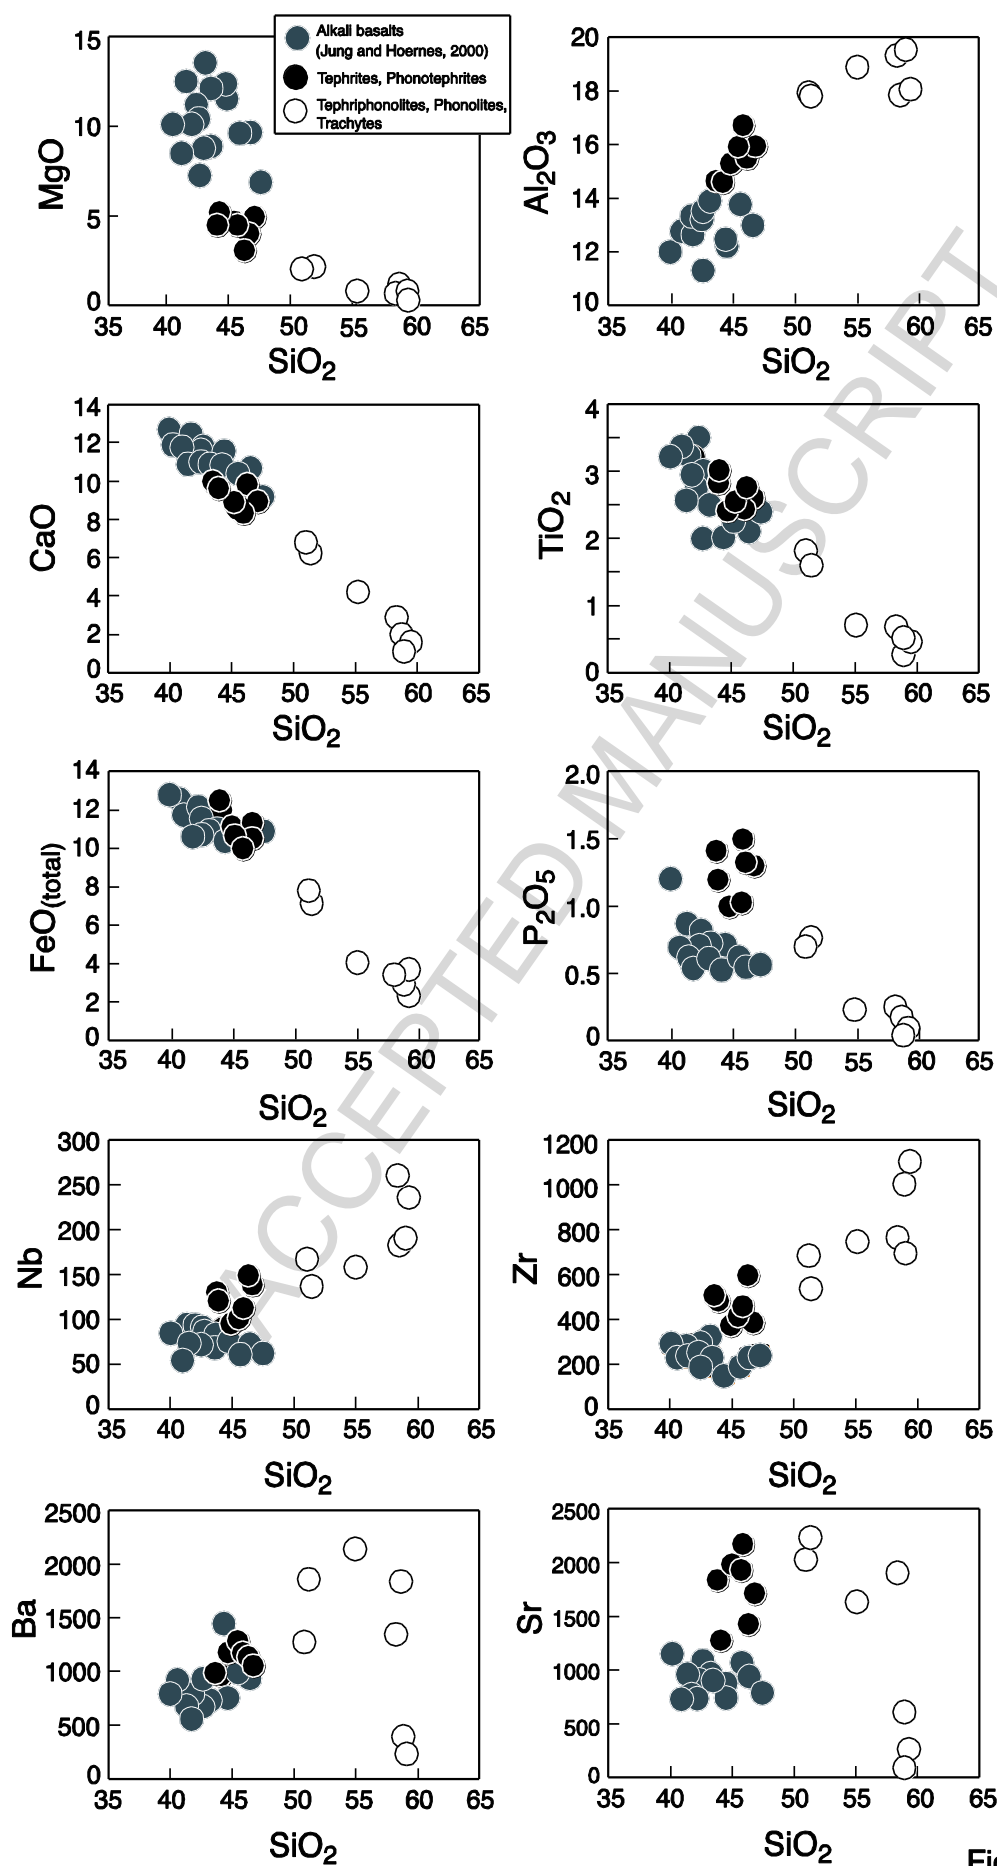 Alkali basalts
(Jung and Hoernes, 2000)
Tephrites, Phonotephrites
Tephriphonolites, Phonolites,
Trachytes
15
10
5
0
MgO
35 40 45 50 55 60 65
SiO2
20
18
16
14
12
10
Al2O3
35 40 45 50 55 60 65
SiO2
14
12
10
8
6
4
2
0
CaO
35 40 45 50 55 60 65
SiO2
4
3
2
1
0
TiO2
35 40 45 50 55 60 65
SiO2
14
12
10
8
6
4
2
0
FeO(total)
35 40 45 50 55 60 65
SiO2
2.0
1.5
1.0
0.5
0
P2O5
35 40 45 50 55 60 65
SiO2
300
250
200
150
100
50
0
Nb
35 40 45 50 55 60 65
SiO2
1200
1000
800
600
400
200
0
Zr
35 40 45 50 55 60 65
SiO2
2500
2000
1500
1000
500
0
Ba
35 40 45 50 55 60 65
SiO2
2500
2000
1500
1000
500
0
Sr
35 40 45 50 55 60 65
SiO2
ACCEPTED MANUSCRIPT